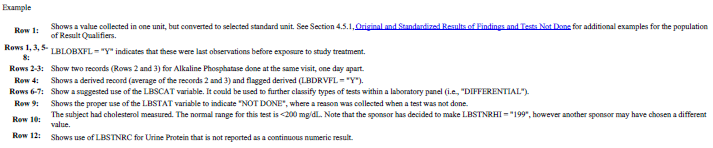 Example
Row 1: Shows a value collected in one unit, but converted to selected standard unit. See Section 4.5.1, Original and Standardized Results of Findings and Tests Not Done for additional examples for the population
of Result Qualifiers.
Rows 1, 3, 5-
8: LBLOBXFL = "Y" indicates that these were last observations before exposure to study treatment.
Rows 2-3: Show two records (Rows 2 and 3) for Alkaline Phosphatase done at the same visit, one day apart.
Row 4: Shows a derived record (average of the records 2 and 3) and flagged derived (LBDRVFL = "Y").
Rows 6-7: Show a suggested use of the LBSCAT variable. It could be used to further classify types of tests within a laboratory panel (i.e., "DIFFERENTIAL").
Row 9: Shows the proper use of the LBSTAT variable to indicate "NOT DONE", where a reason was collected when a test was not done.
Row 10: The subject had cholesterol measured. The normal range for this test is <200 mg/dL. Note that the sponsor has decided to make LBSTNRHI = "199", however another sponsor may have chosen a different
value.
Row 12: Shows use of LBSTNRC for Urine Protein that is not reported as a continuous numeric result.